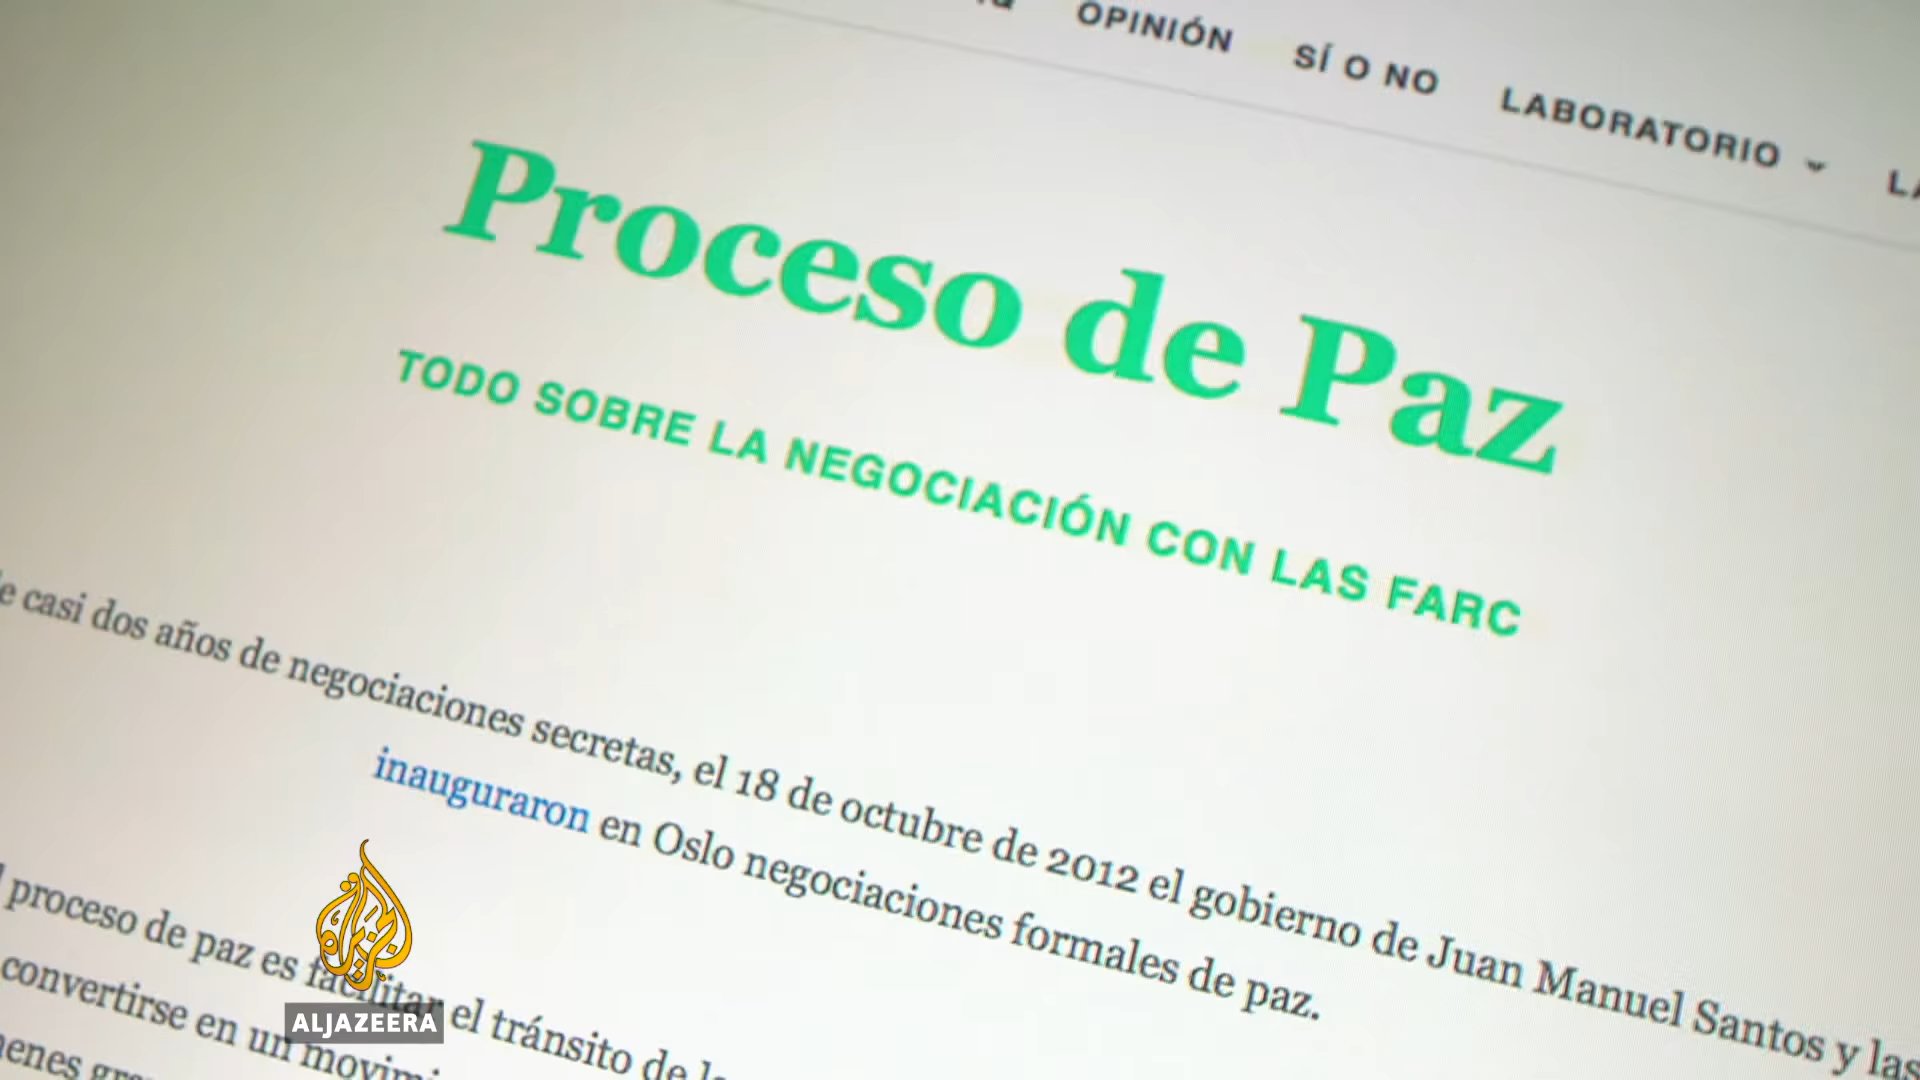 OPINIÓN SÍ O NO LABORATORIO
Proceso de Paz
TODO SOBRE LA NEGOCIACIÓN CON LAS FARC
casi dos años de negociaciones secretas, el 18 de octubre de 2012 el gobierno de Juan Manuel Santos y las
inauguraron en Oslo negociaciones formales de paz.
proceso de paz es facilitar el tránsito de
convertirse en un
ALJAZEERA